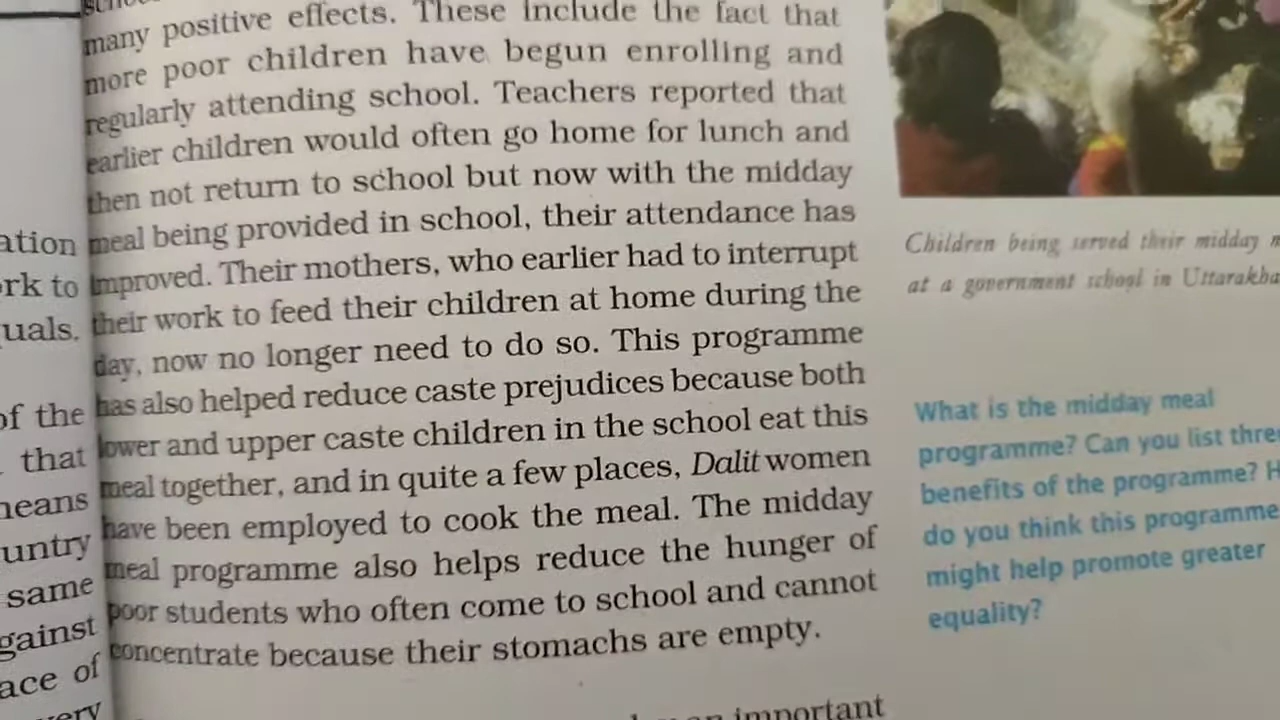 ation
rk to
uals.
of the
that
means
untry
same
gainst
ace of
very
many positive effects. These include the fact that
more poor children have begun enrolling and
regularly attending school. Teachers reported that
earlier children would often go home for lunch and
then not return to school but now with the midday
meal being provided in school, their attendance has
improved. Their mothers, who earlier had to interrupt
their work to feed their children at home during the
day, now no longer need to do so. This programme
has also helped reduce caste prejudices because both
lower and upper caste children in the school eat this
meal together, and in quite a few places, Dalit women
have been employed to cook the meal. The midday
meal programme also helps reduce the hunger of
poor students who often come to school and cannot
concentrate because their stomachs are empty.
important
Children being served their midday m
at a government school in Uttarakha
What is the midday meal
programme? Can you list three
benefits of the programme? H
do you think this programme
might help promote greater
equality?